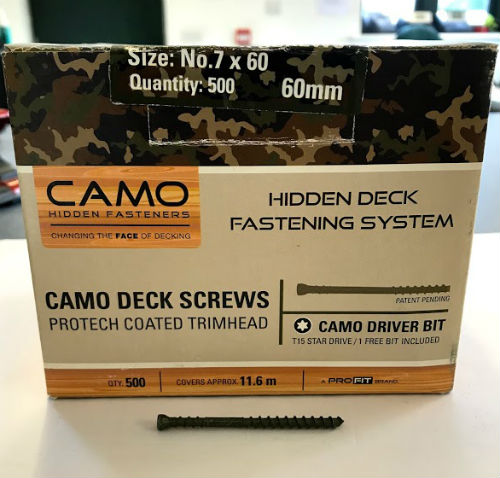 Size: No.7 x 60
Quantity: 500 60mm
CAMO
HIDDEN FASTENERS
CHANGING THE FACE OF DECKING
HIDDEN DECK
FASTENING SYSTEM
CAMO DECK SCREWS
PROTECH COATED TRIMHEAD
PATENT PENDING
CAMO DRIVER BIT
T15 STAR DRIVE / 1 FREE BIT INCLUDED
QTY. 500
COVERS APPROX. 11.6 m
A PROFIT BRAND